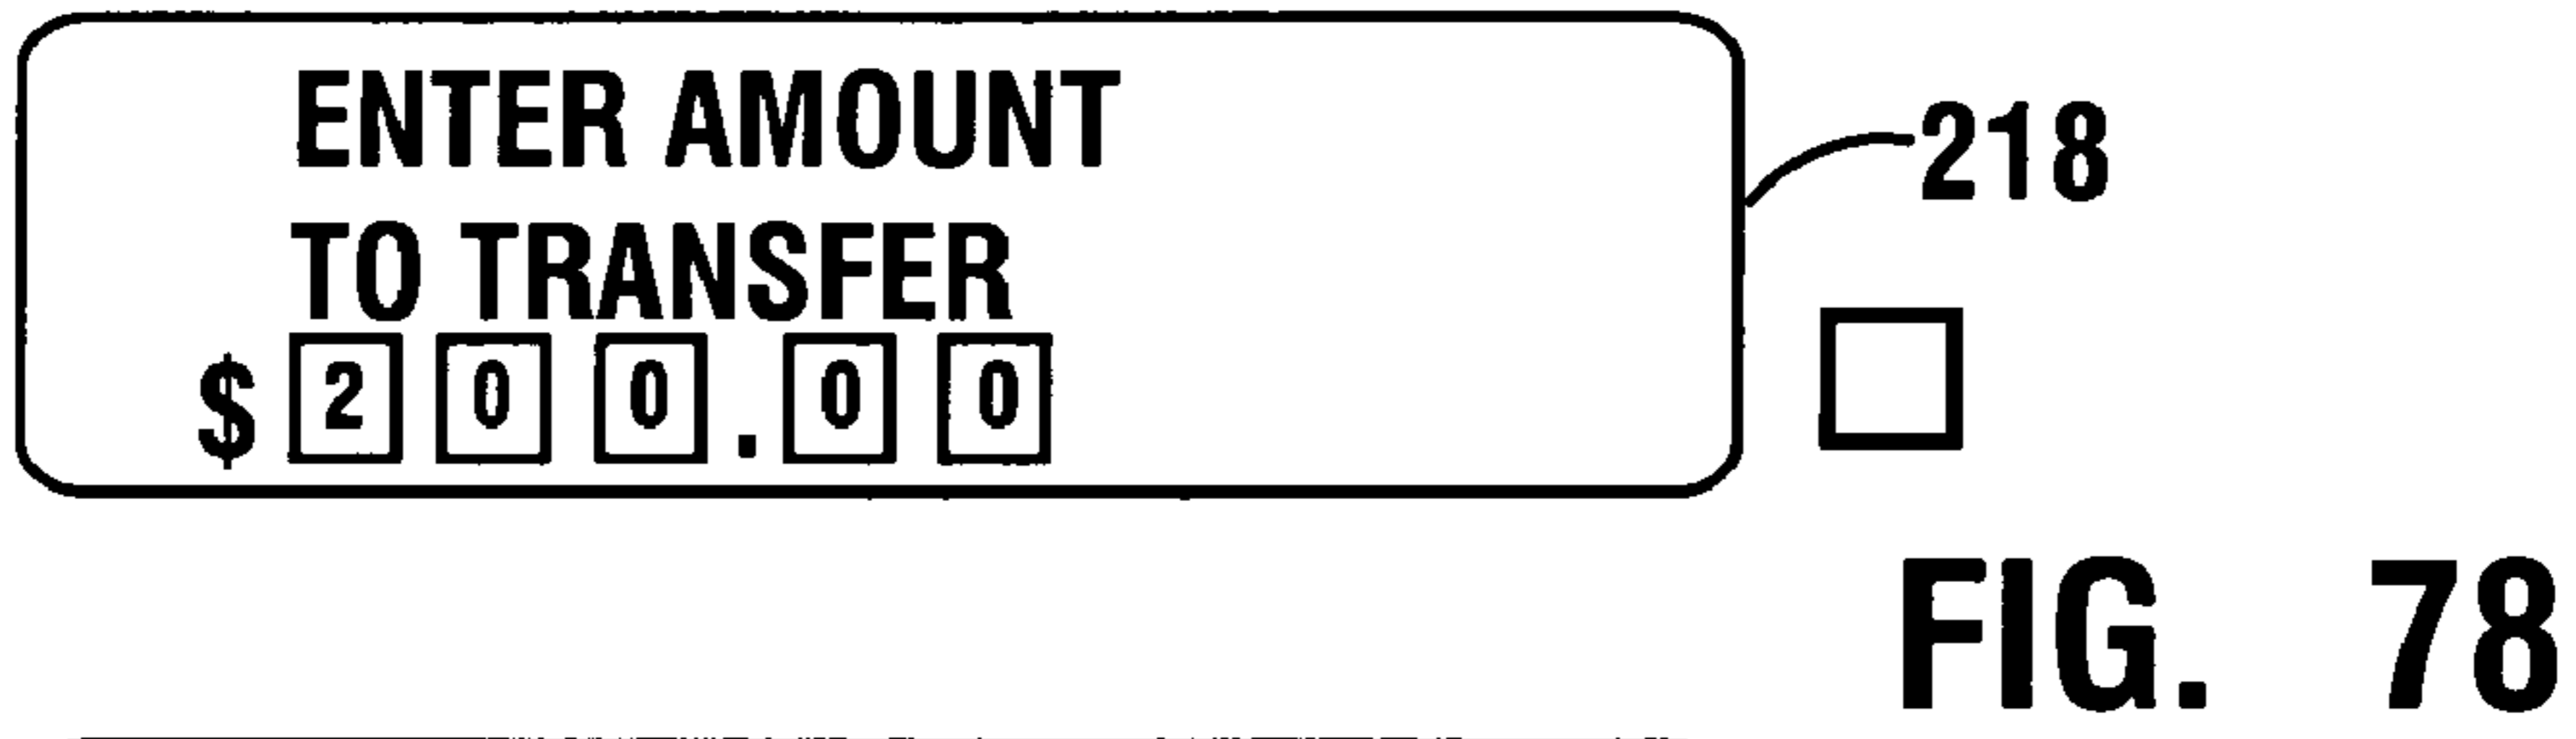 ENTER AMOUNT
TO TRANSFER
$ 2 0 0 . 0 0
218
FIG. 78